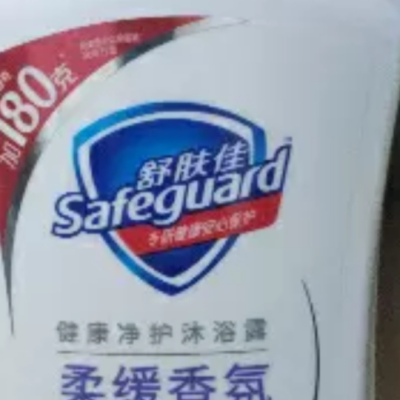 加180克
舒肤佳
Safeguard
健康净护沐浴露
柔缓香氛